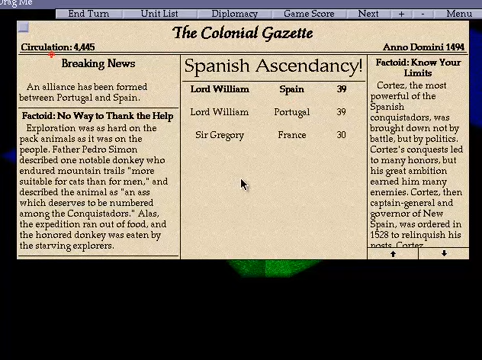 Drag Me
End Turn Unit List Diplomacy Game Score Next + - Menu
The Colonial Gazette
Circulation: 4,445 Anno Domini 1494
Breaking News
An alliance has been formed
between Portugal and Spain.
Factoid: No Way to Thank the Help
Exploration was as hard on the
pack animals as it was on the
people. Father Pedro Simon
described one notable donkey who
endured mountain trails "more
suitable for cats than for men," and
described the animal as "an ass
which deserves to be numbered
among the Conquistadors." Alas,
the expedition ran out of food, and
the honored donkey was eaten by
the starving explorers.
Spanish Ascendancy!
Lord William Spain 39
Lord William Portugal 39
Sir Gregory France 30
Factoid: Know Your
Limits
Cortez, the most
powerful of the
Spanish
conquistadors, was
brought down not by
battle, but by politics.
Cortez's conquests led
to many honors, but
his great ambition
earned him many
enemies. Cortez, then
captain-general and
governor of New
Spain, was ordered in
1528 to relinquish his
posts. Cortez